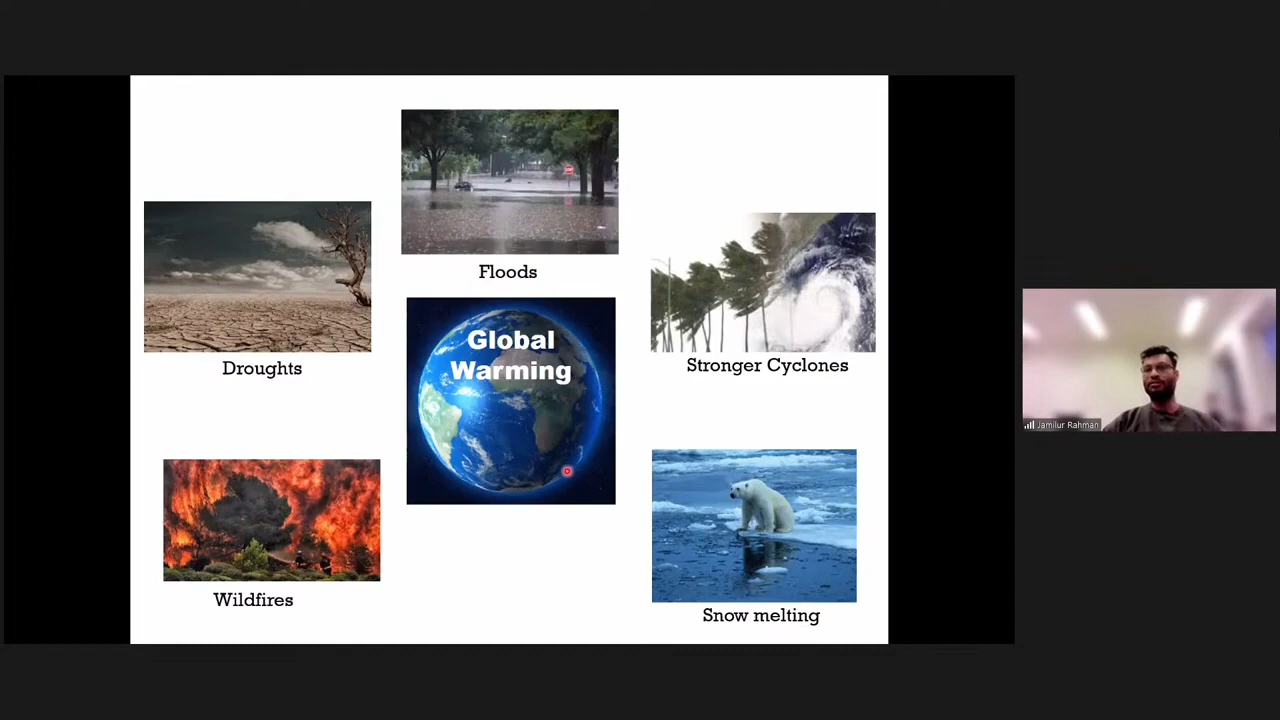 Floods
Droughts
Global
Warming
Stronger Cyclones
Wildfires
Snow melting
Jamilur Rahman